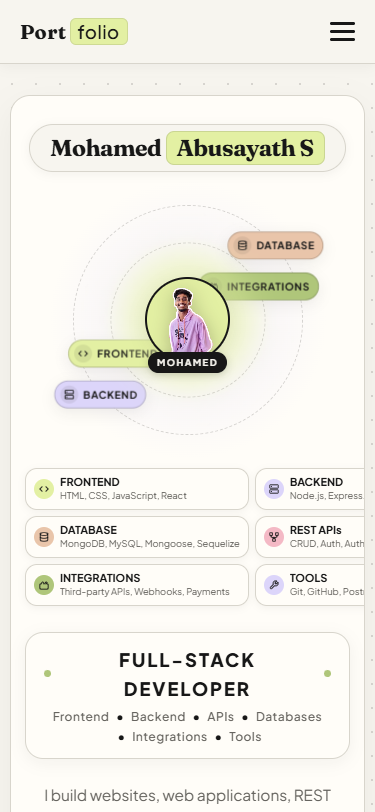 Port folio
Mohamed Abusayath S
DATABASE
INTEGRATIONS
FRONTEND
MOHAMED
BACKEND
FRONTEND
HTML, CSS, JavaScript, React
BACKEND
Node.js, Express
DATABASE
MongoDB, MySQL, Mongoose, Sequelize
REST APIs
CRUD, Auth, Auth
INTEGRATIONS
Third-party APIs, Webhooks, Payments
TOOLS
Git, GitHub, Post
FULL-STACK
DEVELOPER
Frontend • Backend • APIs • Databases
• Integrations • Tools
I build websites, web applications, REST